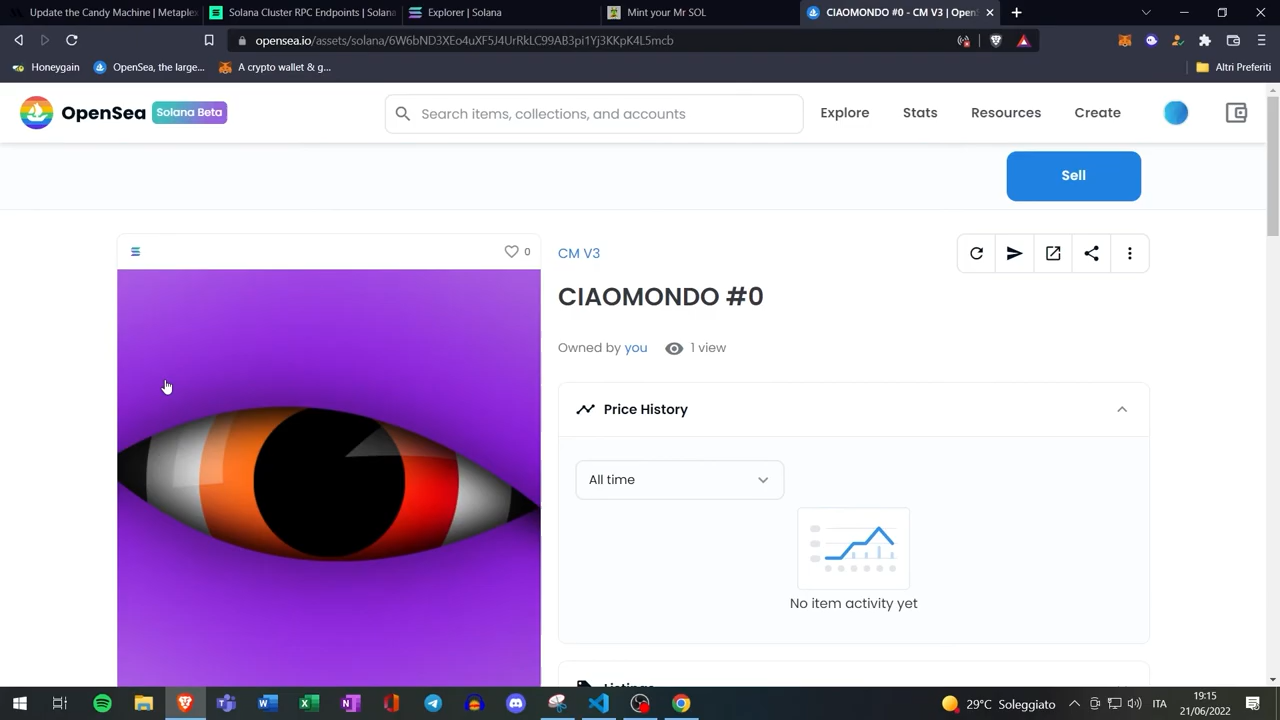 Update the Candy Machine | Metaplex
Solana Cluster RPC Endpoints | Solana
Explorer | Solana
Mint your Mr SOL
CIAOMONDO #0 - CM V3 | Open
opensea.io/assets/solana/6W6bND3XEo4uXF5J4UrRkLC99AB3pi1Yj3KKpK4L5mcb
Honeygain
OpenSea, the large...
A crypto wallet & g...
Altri Preferiti
OpenSea
Solana Beta
Search items, collections, and accounts
Explore
Stats
Resources
Create
Sell
0
CM V3
CIAOMONDO #0
Owned by you
1 view
Price History
All time
No item activity yet
Listings
29°C Soleggiato
ITA
19:15
21/06/2022